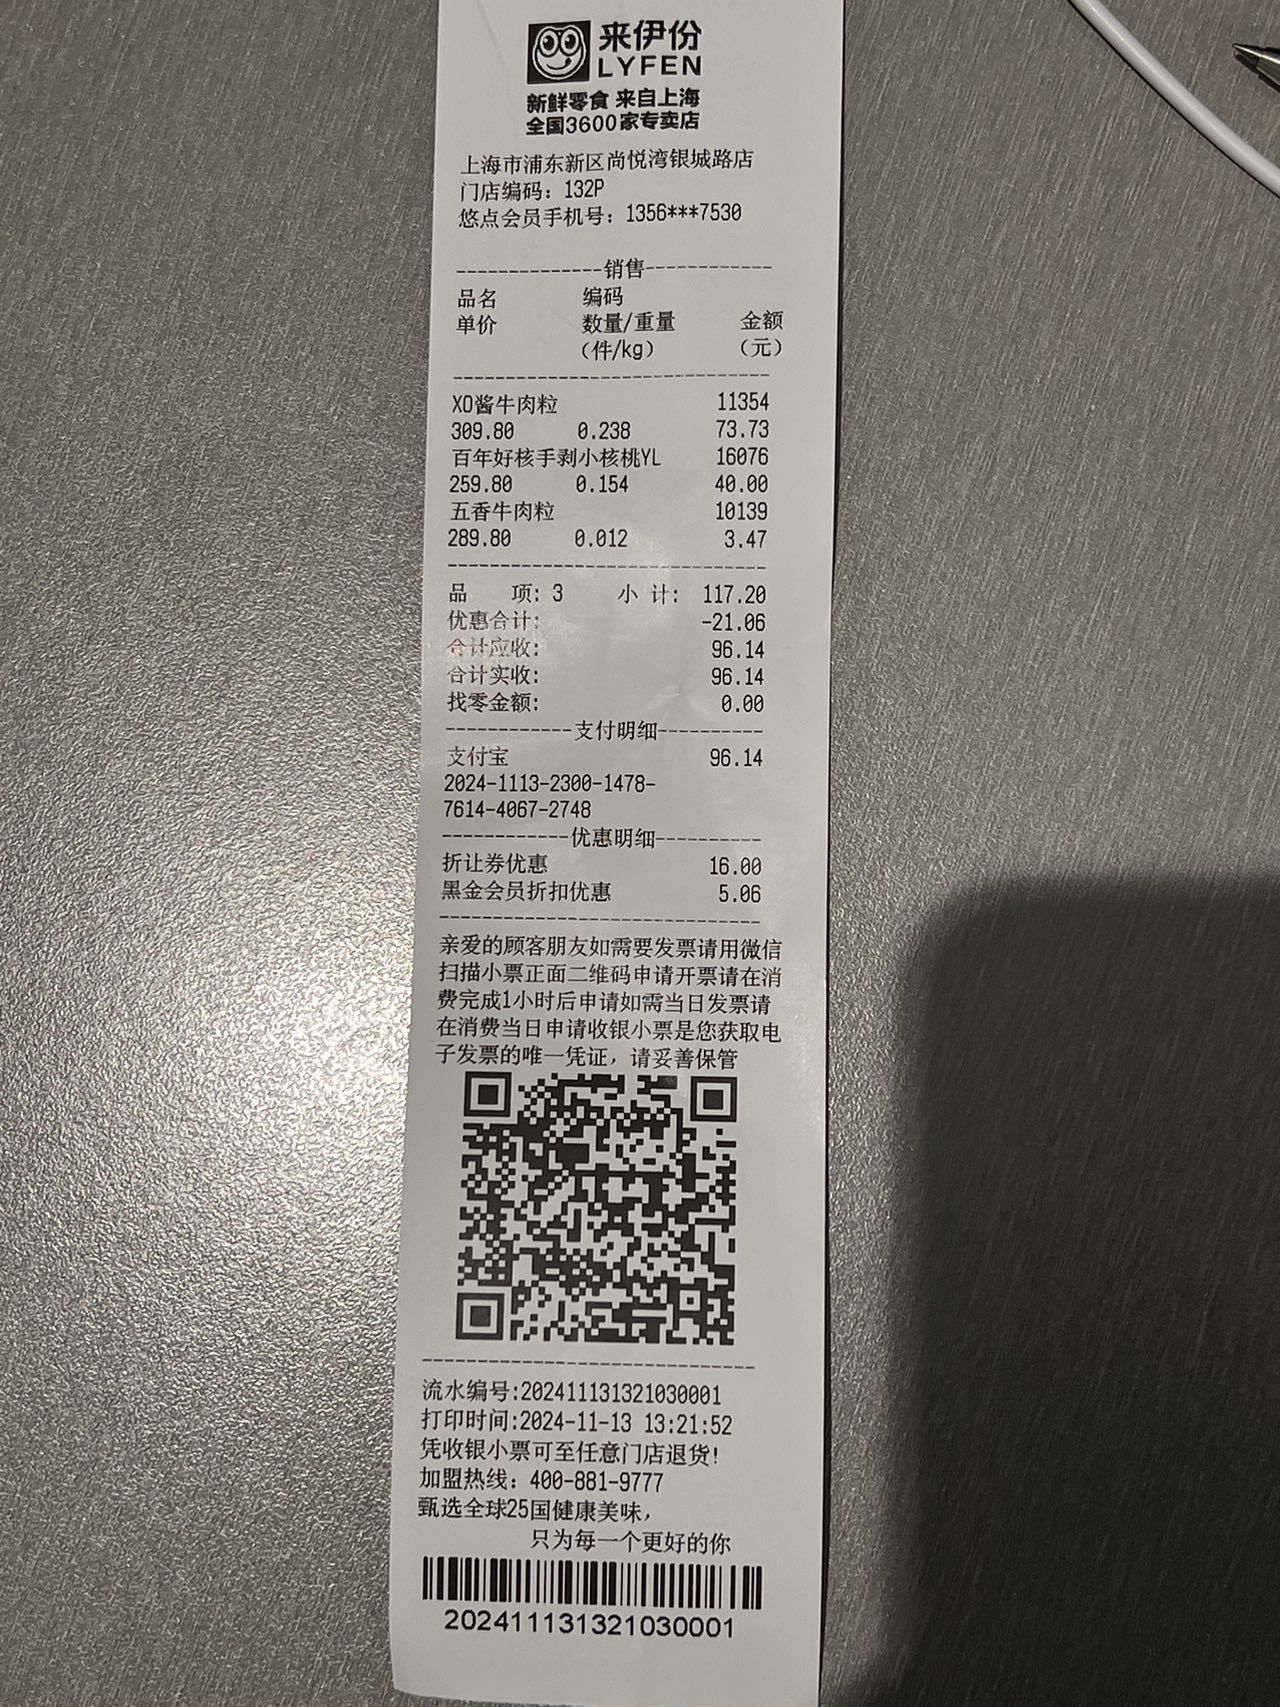 来伊份
LYFEN
新鲜零食 来自上海
全国3600家专卖店
上海市浦东新区尚悦湾银城路店
门店编码：132P
悠点会员手机号：1356***7530
--------------销售------------
品名 编码
单价 数量/重量 金额
(件/kg) (元)
------------------------------
XO酱牛肉粒 11354
309.80 0.238 73.73
百年好核手剥小核桃YL 16076
259.80 0.154 40.00
五香牛肉粒 10139
289.80 0.012 3.47
------------------------------
品 项: 3 小 计: 117.20
优惠合计: -21.06
合计应收: 96.14
合计实收: 96.14
找零金额: 0.00
------------支付明细----------
支付宝 96.14
2024-1113-2300-1478-
7614-4067-2748
------------优惠明细----------
折让券优惠 16.00
黑金会员折扣优惠 5.06
------------------------------
亲爱的顾客朋友如需要发票请用微信
扫描小票正面二维码申请开票请在消
费完成1小时后申请如需当日发票请
在消费当日申请收银小票是您获取电
子发票的唯一凭证，请妥善保管
------------------------------
流水编号:202411131321030001
打印时间:2024-11-13 13:21:52
凭收银小票可至任意门店退货!
加盟热线：400-881-9777
甄选全球25国健康美味，
只为每一个更好的你
202411131321030001